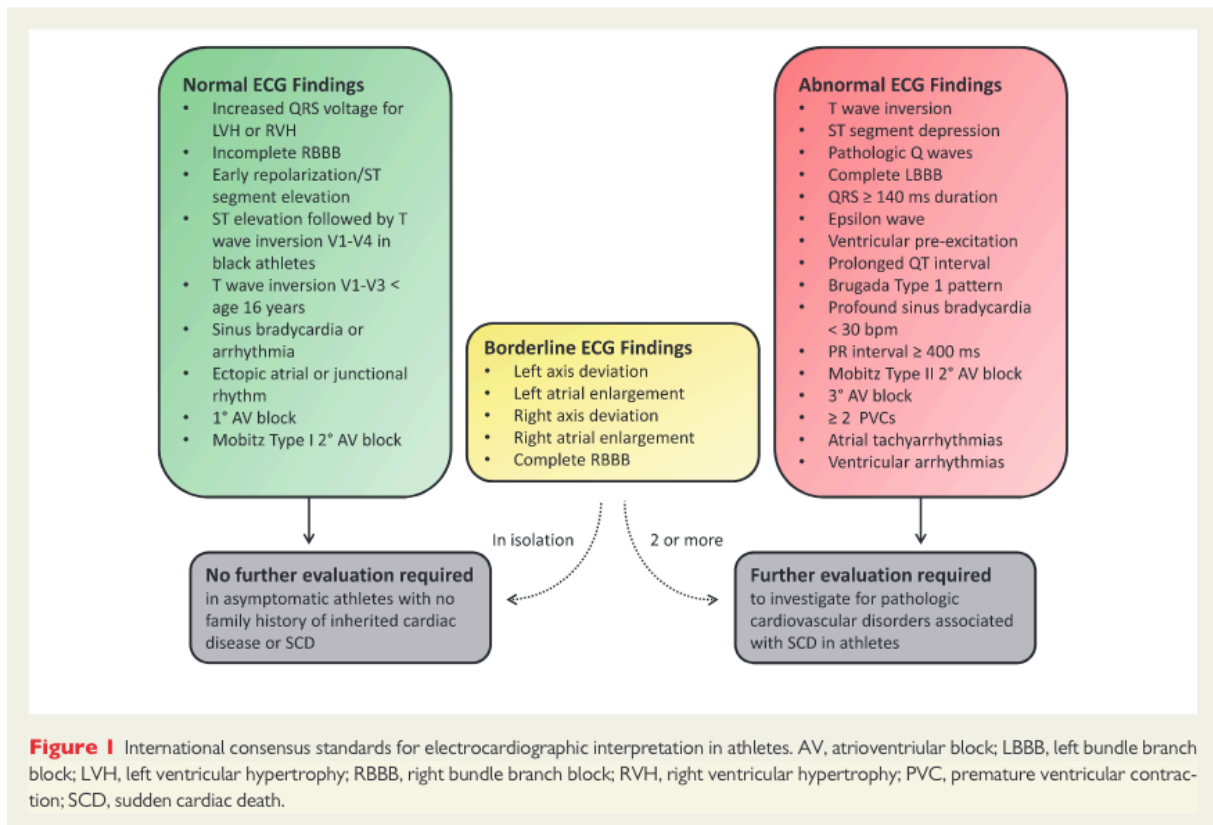 Normal ECG Findings
• Increased QRS voltage for
LVH or RVH
• Incomplete RBBB
• Early repolarization/ST
segment elevation
• ST elevation followed by T
wave inversion V1-V4 in
black athletes
• T wave inversion V1-V3 <
age 16 years
• Sinus bradycardia or
arrhythmia
• Ectopic atrial or junctional
rhythm
• 1° AV block
• Mobitz Type I 2° AV block
Borderline ECG Findings
• Left axis deviation
• Left atrial enlargement
• Right axis deviation
• Right atrial enlargement
• Complete RBBB
Abnormal ECG Findings
• T wave inversion
• ST segment depression
• Pathologic Q waves
• Complete LBBB
• QRS ≥ 140 ms duration
• Epsilon wave
• Ventricular pre-excitation
• Prolonged QT interval
• Brugada Type 1 pattern
• Profound sinus bradycardia
< 30 bpm
• PR interval ≥ 400 ms
• Mobitz Type II 2° AV block
• 3° AV block
• ≥ 2 PVCs
• Atrial tachyarrhythmias
• Ventricular arrhythmias
In isolation
2 or more
No further evaluation required
in asymptomatic athletes with no
family history of inherited cardiac
disease or SCD
Further evaluation required
to investigate for pathologic
cardiovascular disorders associated
with SCD in athletes
Figure 1 International consensus standards for electrocardiographic interpretation in athletes. AV, atrioventriular block; LBBB, left bundle branch
block; LVH, left ventricular hypertrophy; RBBB, right bundle branch block; RVH, right ventricular hypertrophy; PVC, premature ventricular contrac-
tion; SCD, sudden cardiac death.